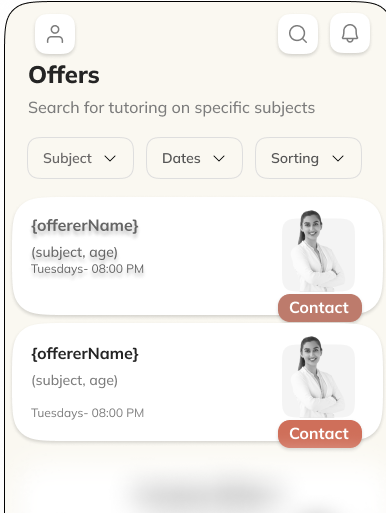 Offers
Search for tutoring on specific subjects
Subject Dates Sorting
{offererName}
(subject, age)
Tuesdays- 08:00 PM
Contact
{offererName}
(subject, age)
Tuesdays- 08:00 PM
Contact